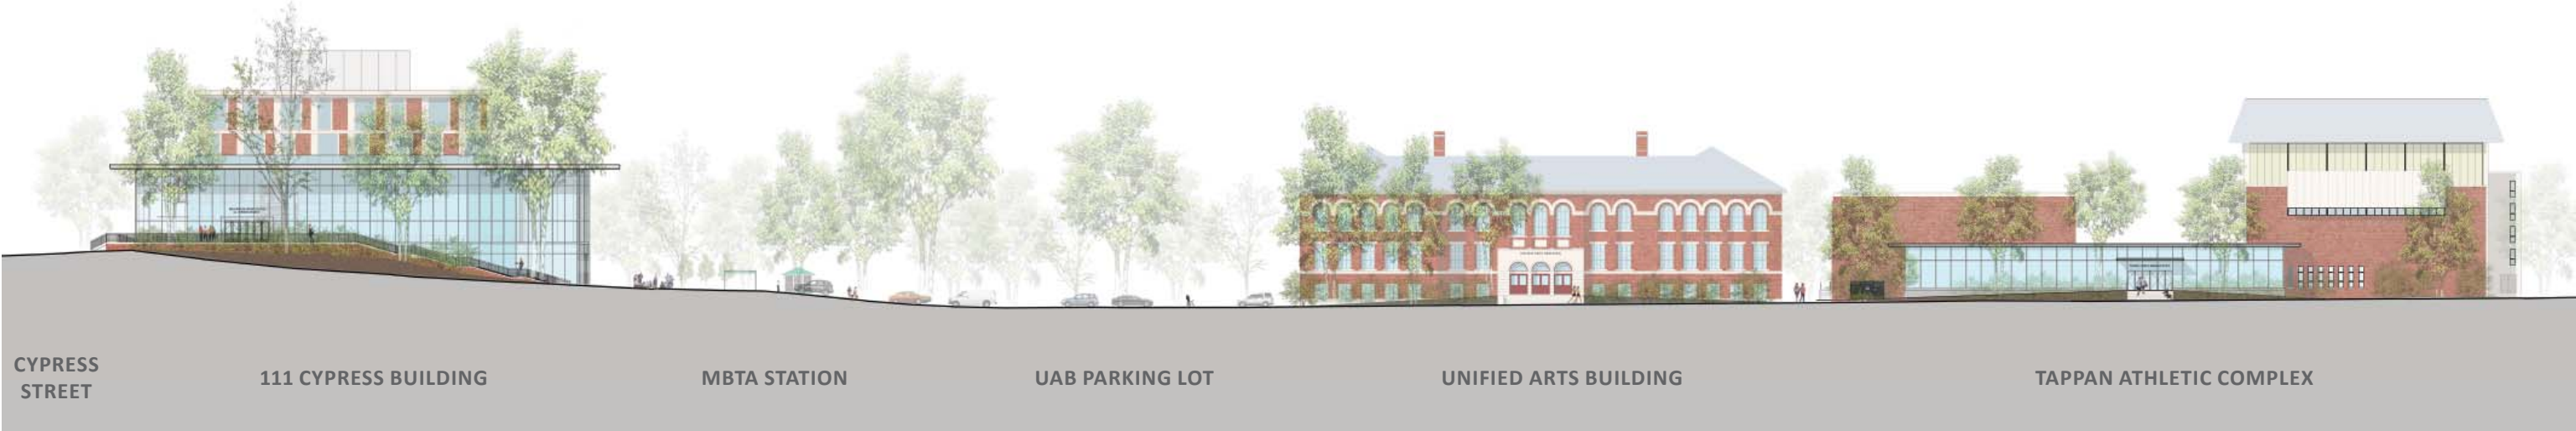 CYPRESS
STREET
111 CYPRESS BUILDING
MBTA STATION
UAB PARKING LOT
UNIFIED ARTS BUILDING
TAPPAN ATHLETIC COMPLEX